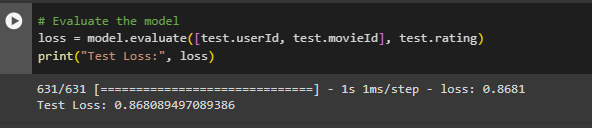 # Evaluate the model
loss = model.evaluate([test.userId, test.movieId], test.rating)
print("Test Loss:", loss)
631/631 [==============================] - 1s 1ms/step - loss: 0.8681
Test Loss: 0.868089497089386